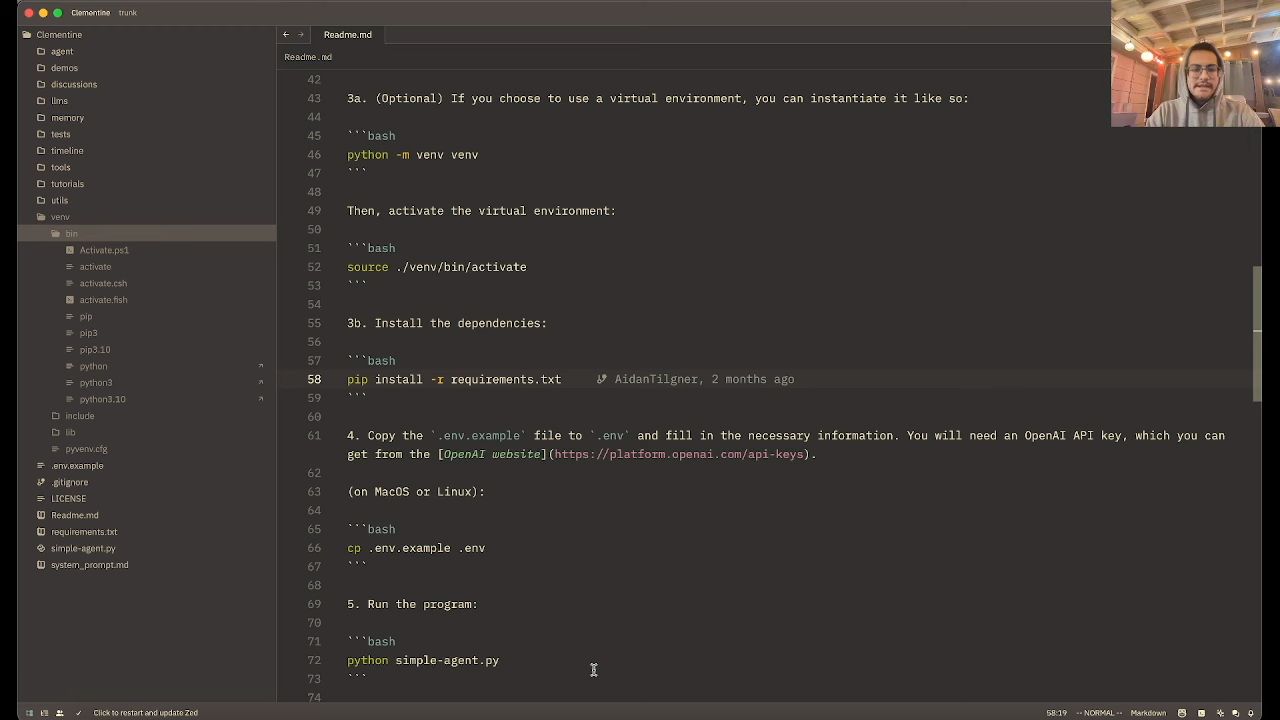 Clementine trunk
Clementine
agent
demos
discussions
llms
memory
tests
timeline
tools
tutorials
utils
venv
bin
Activate.ps1
activate
activate.csh
activate.fish
pip
pip3
pip3.10
python
python3
python3.10
include
lib
pyvenv.cfg
.env.example
.gitignore
LICENSE
Readme.md
requirements.txt
simple-agent.py
system_prompt.md
Readme.md
Readme.md
42
43 3a. (Optional) If you choose to use a virtual environment, you can instantiate it like so:
44
45 ```bash
46 python -m venv venv
47 ```
48
49 Then, activate the virtual environment:
50
51 ```bash
52 source ./venv/bin/activate
53 ```
54
55 3b. Install the dependencies:
56
57 ```bash
58 pip install -r requirements.txt AidanTilgner, 2 months ago
59 ```
60
61 4. Copy the `.env.example` file to `.env` and fill in the necessary information. You will need an OpenAI API key, which you can
get from the [OpenAI website](https://platform.openai.com/api-keys).
62
63 (on MacOS or Linux):
64
65 ```bash
66 cp .env.example .env
67 ```
68
69 5. Run the program:
70
71 ```bash
72 python simple-agent.py
73 ```
74
Click to restart and update Zed 58:19 -- NORMAL -- Markdown